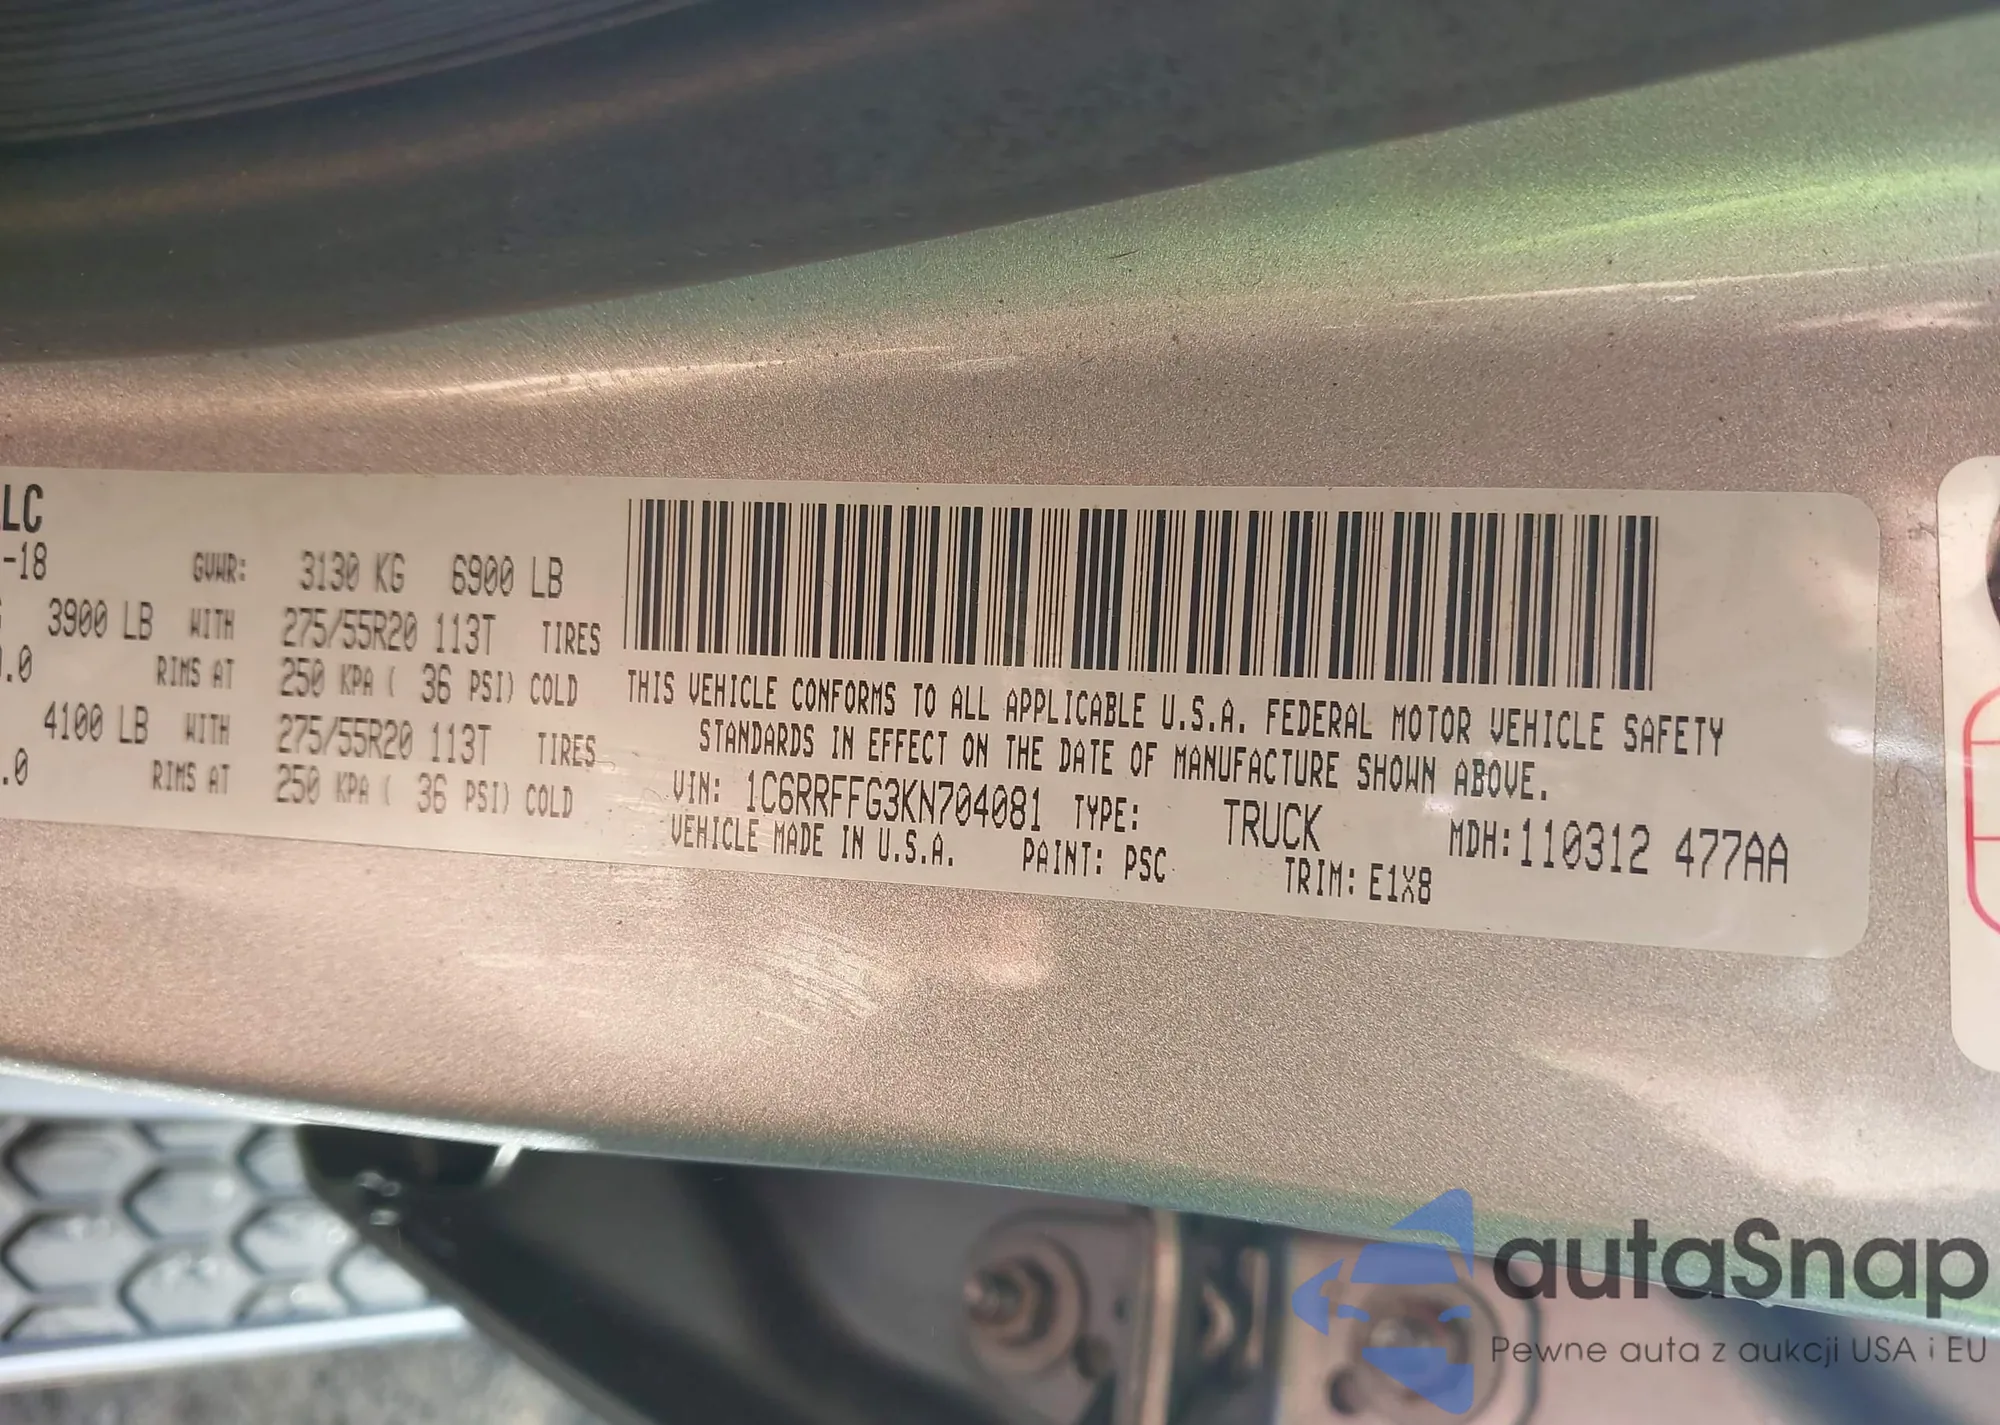 LC
-18 GVWR: 3130 KG 6900 LB
3900 LB WITH 275/55R20 113T TIRES
.0 RIMS AT 250 KPA ( 36 PSI) COLD
4100 LB WITH 275/55R20 113T TIRES
.0 RIMS AT 250 KPA ( 36 PSI) COLD
THIS VEHICLE CONFORMS TO ALL APPLICABLE U.S.A. FEDERAL MOTOR VEHICLE SAFETY
STANDARDS IN EFFECT ON THE DATE OF MANUFACTURE SHOWN ABOVE.
VIN: 1C6RRFFG3KN704081 TYPE: TRUCK MDH:110312 477AA
VEHICLE MADE IN U.S.A. PAINT: PSC TRIM: E1X8
autaSnap
Pewne auta z aukcji USA i EU